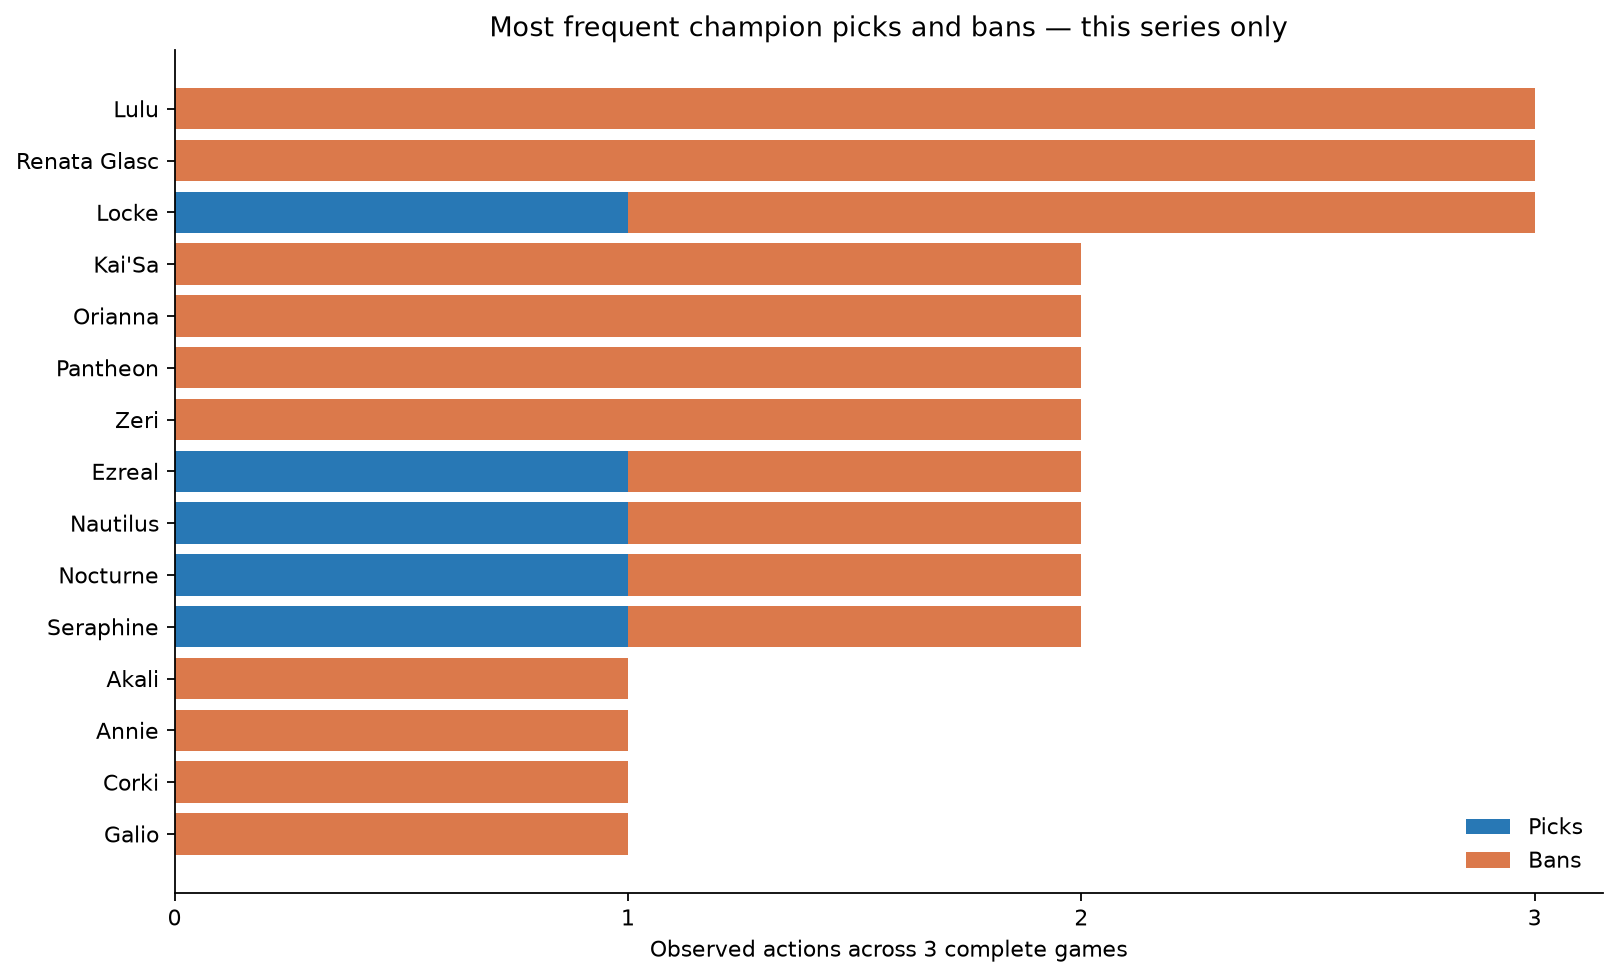 Most frequent champion picks and bans — this series only
Lulu
Renata Glasc
Locke
Kai'Sa
Orianna
Pantheon
Zeri
Ezreal
Nautilus
Nocturne
Seraphine
Akali
Annie
Corki
Galio
Picks
Bans
0 1 2 3
Observed actions across 3 complete games